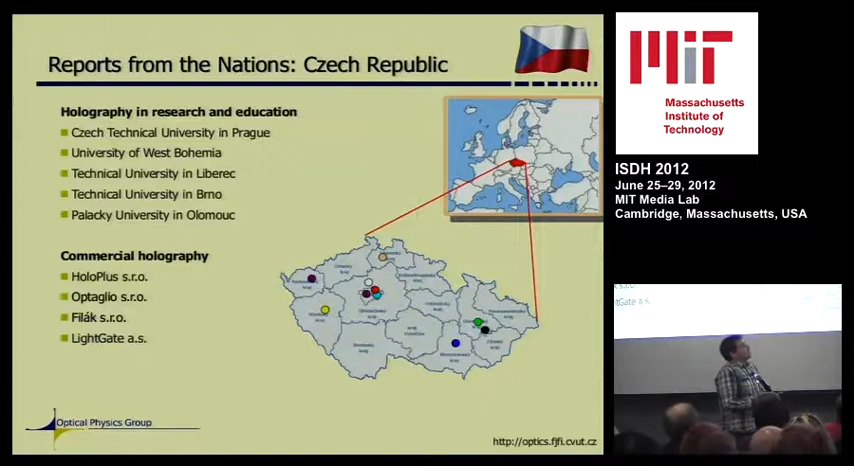 Reports from the Nations: Czech Republic
Holography in research and education
Czech Technical University in Prague
University of West Bohemia
Technical University in Liberec
Technical University in Brno
Palacky University in Olomouc
Commercial holography
HoloPlus s.r.o.
Optaglio s.r.o.
Filák s.r.o.
LightGate a.s.
Optical Physics Group
http://optics.fjfi.cvut.cz
MIT
Massachusetts
Institute of
Technology
ISDH 2012
June 25–29, 2012
MIT Media Lab
Cambridge, Massachusetts, USA
s.r.o.
htGate a.s.